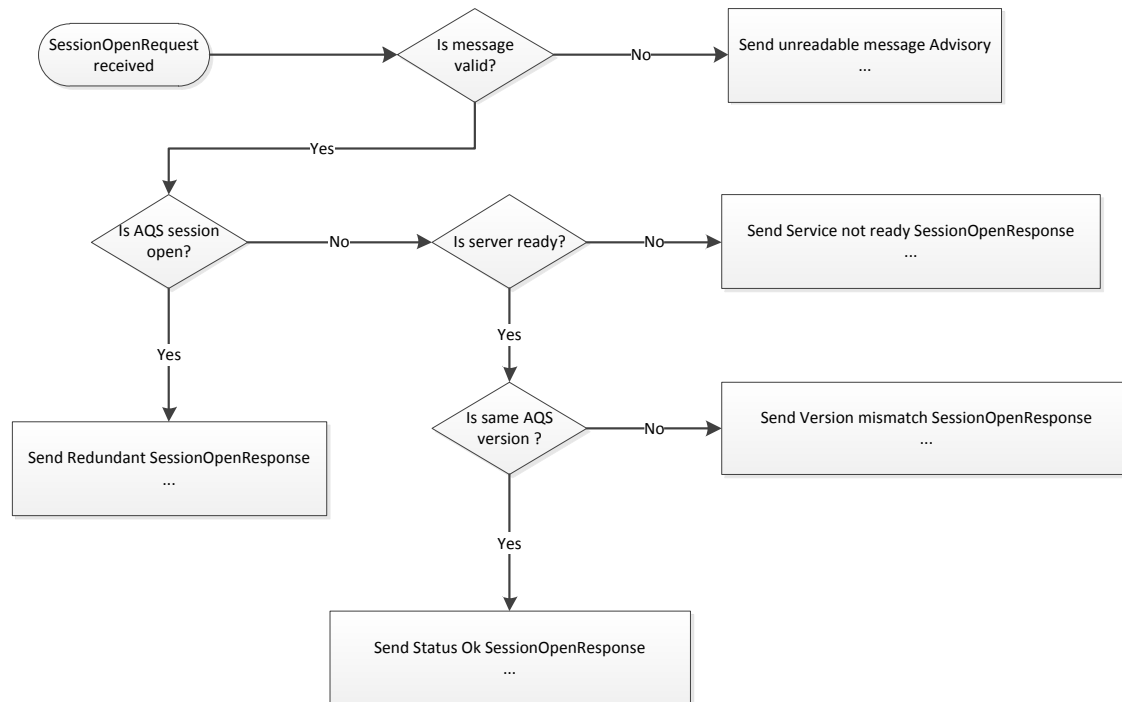 SessionOpenRequest
received
Is message
valid?
No
Send unreadable message Advisory
...
Yes
Is AQS session
open?
No
Is server ready?
No
Send Service not ready SessionOpenResponse
...
Yes
Yes
Is same AQS
version ?
No
Send Version mismatch SessionOpenResponse
...
Send Redundant SessionOpenResponse
...
Yes
Send Status Ok SessionOpenResponse
...